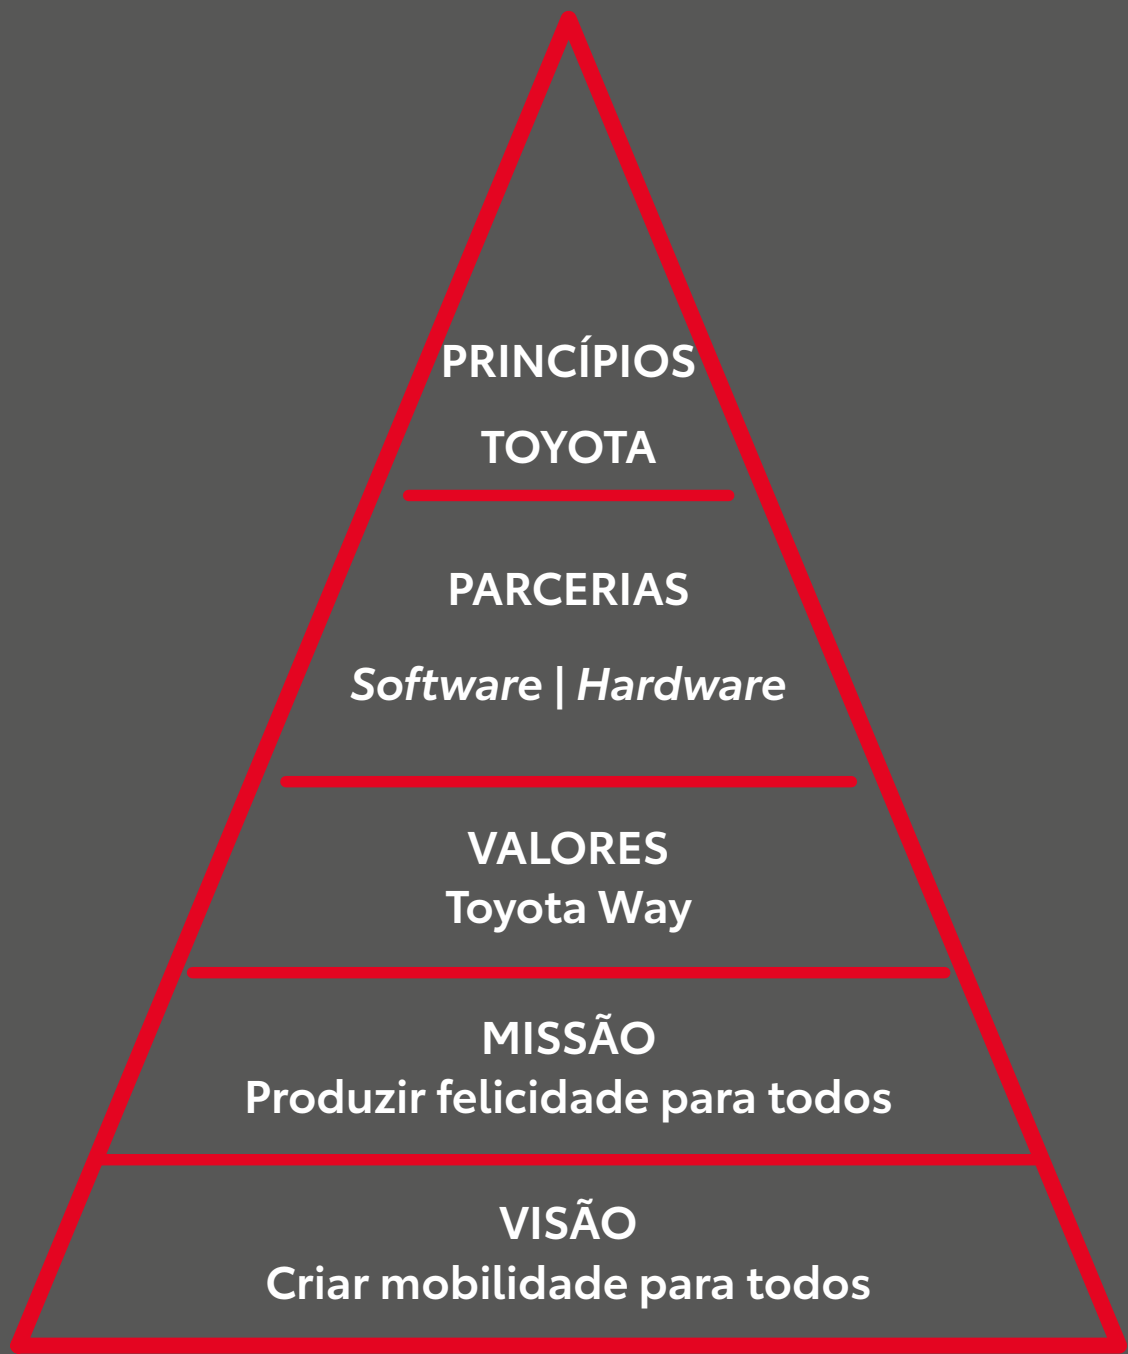 PRINCÍPIOS
TOYOTA
PARCERIAS
Software | Hardware
VALORES
Toyota Way
MISSÃO
Produzir felicidade para todos
VISÃO
Criar mobilidade para todos